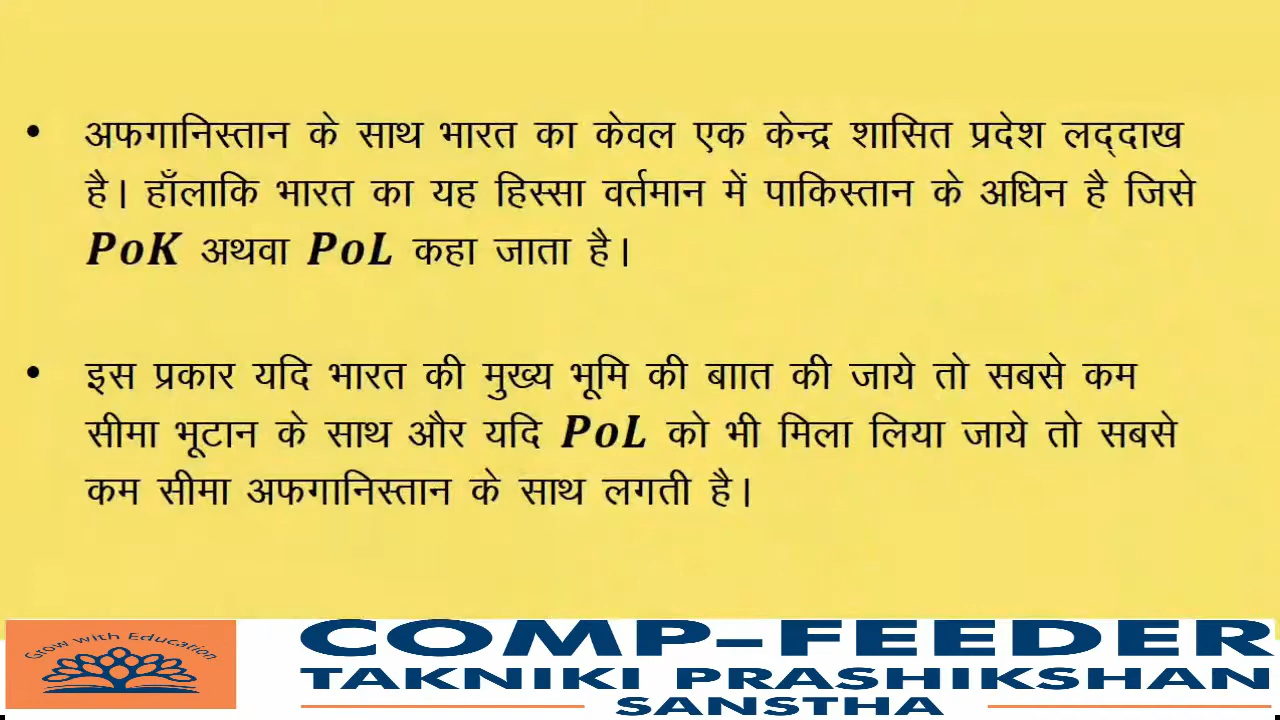 • अफगानिस्तान के साथ भारत का केवल एक केन्द्र शासित प्रदेश लद्दाख
है। हाँलाकि भारत का यह हिस्सा वर्तमान में पाकिस्तान के अधिन है जिसे
PoK अथवा PoL कहा जाता है।
• इस प्रकार यदि भारत की मुख्य भूमि की बाात की जाये तो सबसे कम
सीमा भूटान के साथ और यदि PoL को भी मिला लिया जाये तो सबसे
कम सीमा अफगानिस्तान के साथ लगती है।
Grow with Education
COMP-FEEDER
TAKNIKI PRASHIKSHAN
SANSTHA